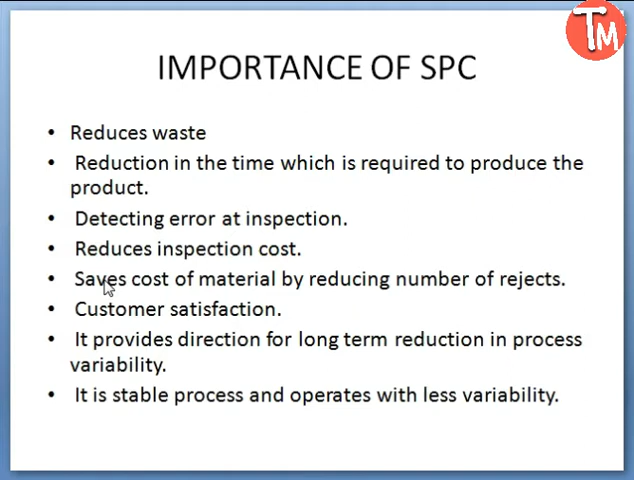 TM
IMPORTANCE OF SPC
• Reduces waste
• Reduction in the time which is required to produce the
product.
• Detecting error at inspection.
• Reduces inspection cost.
• Saves cost of material by reducing number of rejects.
• Customer satisfaction.
• It provides direction for long term reduction in process
variability.
• It is stable process and operates with less variability.